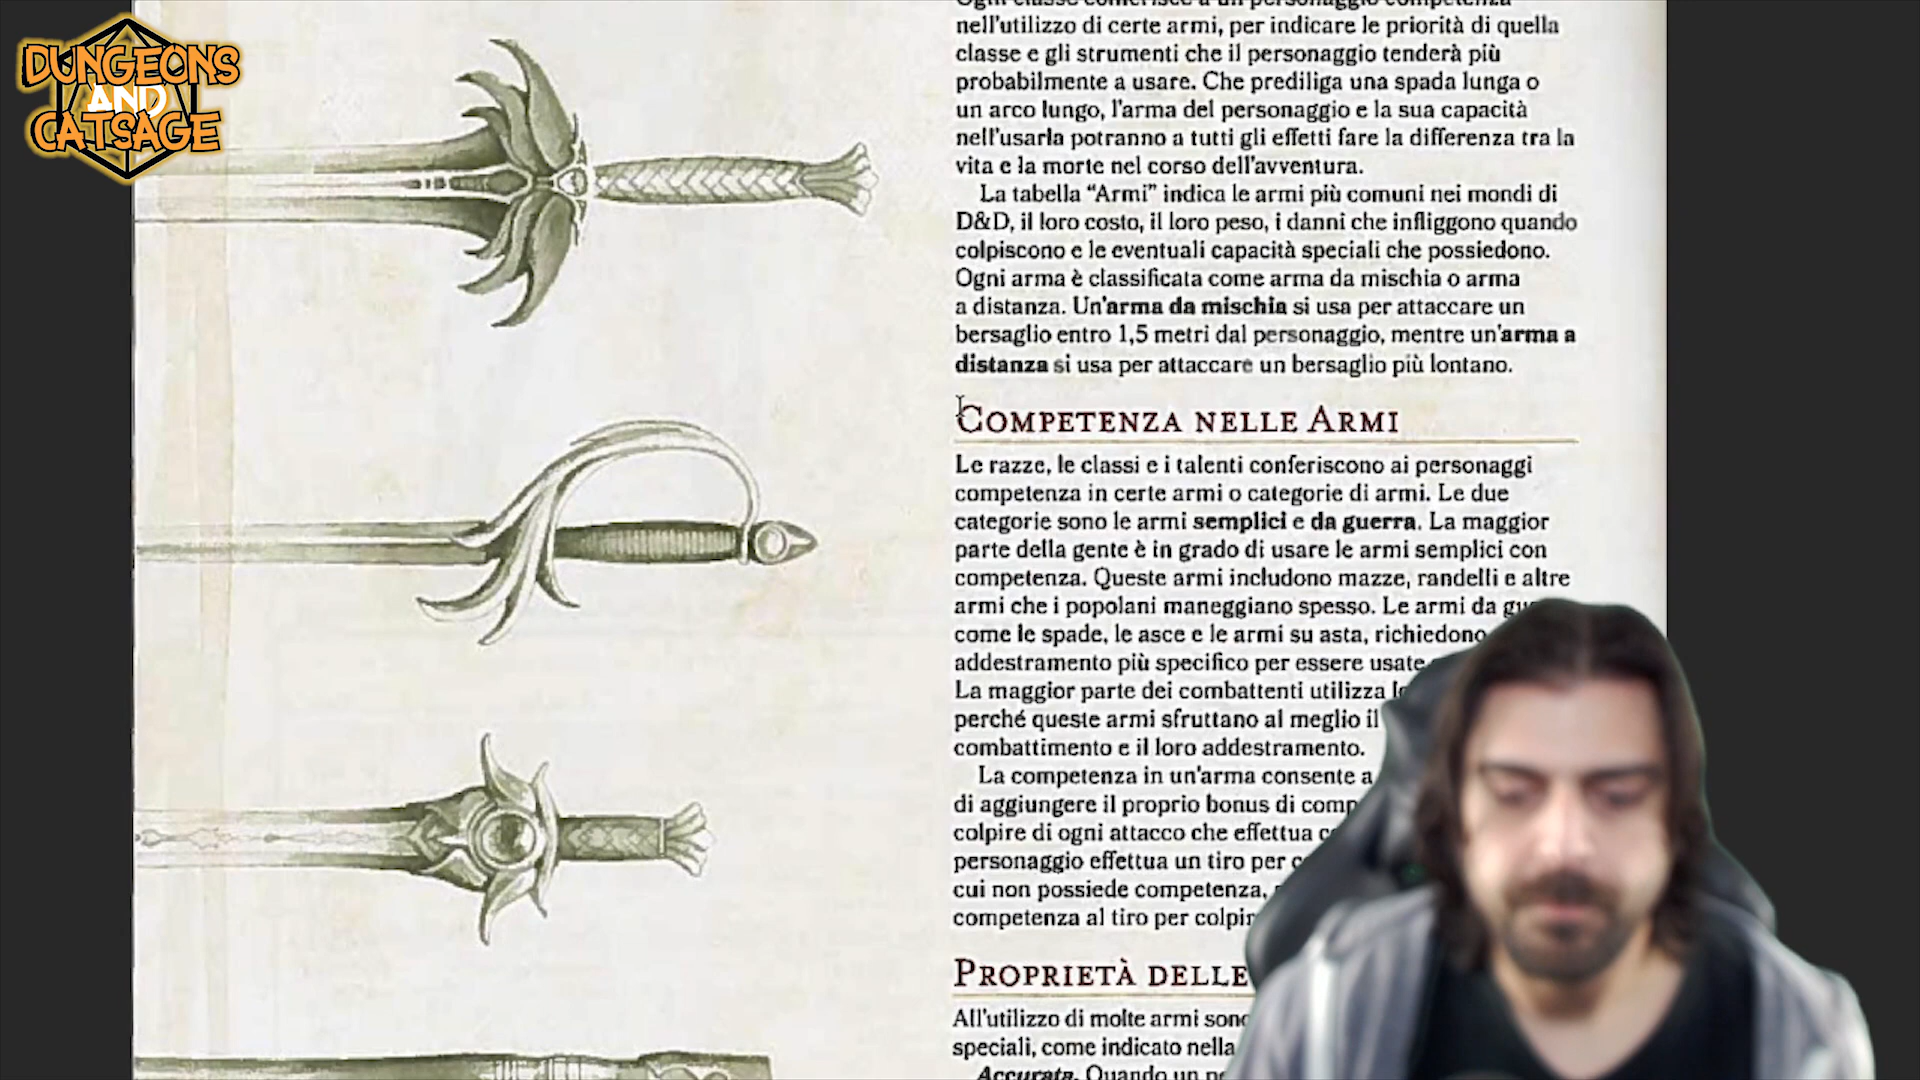 DUNGEONS
AND
CATSAGE
nell'utilizzo di certe armi, per indicare le priorità di quella
classe e gli strumenti che il personaggio tenderà più
probabilmente a usare. Che prediliga una spada lunga o
un arco lungo, l'arma del personaggio e la sua capacità
nell'usarla potranno a tutti gli effetti fare la differenza tra la
vita e la morte nel corso dell'avventura.
La tabella “Armi” indica le armi più comuni nei mondi di
D&D, il loro costo, il loro peso, i danni che infliggono quando
colpiscono e le eventuali capacità speciali che possiedono.
Ogni arma è classificata come arma da mischia o arma
a distanza. Un'arma da mischia si usa per attaccare un
bersaglio entro 1,5 metri dal personaggio, mentre un'arma a
distanza si usa per attaccare un bersaglio più lontano.
COMPETENZA NELLE ARMI
Le razze, le classi e i talenti conferiscono ai personaggi
competenza in certe armi o categorie di armi. Le due
categorie sono le armi semplici e da guerra. La maggior
parte della gente è in grado di usare le armi semplici con
competenza. Queste armi includono mazze, randelli e altre
armi che i popolani maneggiano spesso. Le armi da
come le spade, le asce e le armi su asta, richiedono
addestramento più specifico per essere usate
La maggior parte dei combattenti utilizza
perché queste armi sfruttano al meglio il
combattimento e il loro addestramento.
La competenza in un'arma consente a
di aggiungere il proprio bonus di
colpire di ogni attacco che effettua
personaggio effettua un tiro per
cui non possiede competenza,
competenza al tiro per
PROPRIETÀ DELLE
All'utilizzo di molte armi
speciali, come indicato nella
Accurata. Quando un